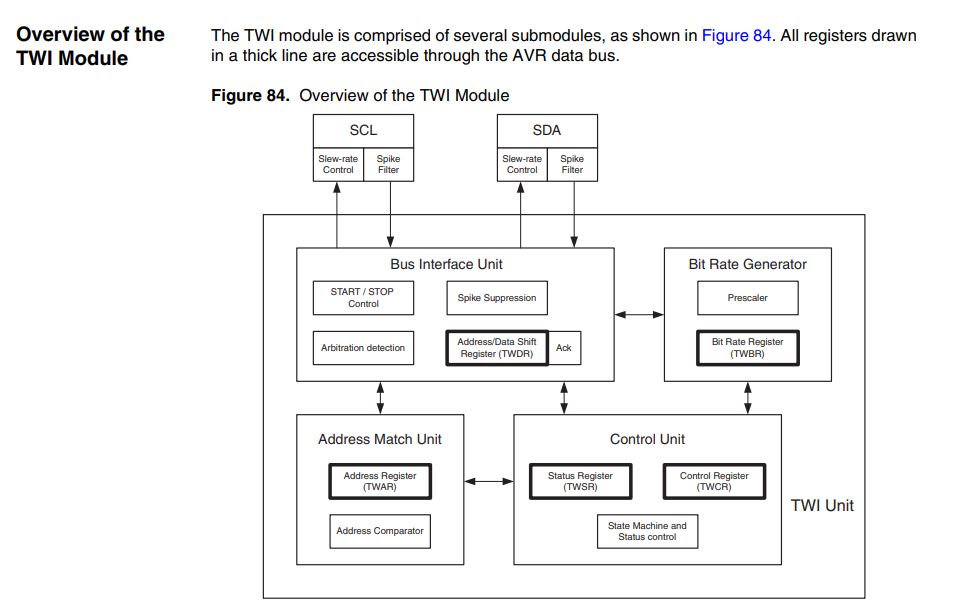 Overview of the
TWI Module
The TWI module is comprised of several submodules, as shown in Figure 84. All registers drawn
in a thick line are accessible through the AVR data bus.
Figure 84. Overview of the TWI Module
SCL
Slew-rate
Control
Spike
Filter
SDA
Slew-rate
Control
Spike
Filter
Bus Interface Unit
START / STOP
Control
Spike Suppression
Arbitration detection
Address/Data Shift
Register (TWDR)
Ack
Bit Rate Generator
Prescaler
Bit Rate Register
(TWBR)
Address Match Unit
Address Register
(TWAR)
Address Comparator
Control Unit
Status Register
(TWSR)
Control Register
(TWCR)
State Machine and
Status control
TWI Unit